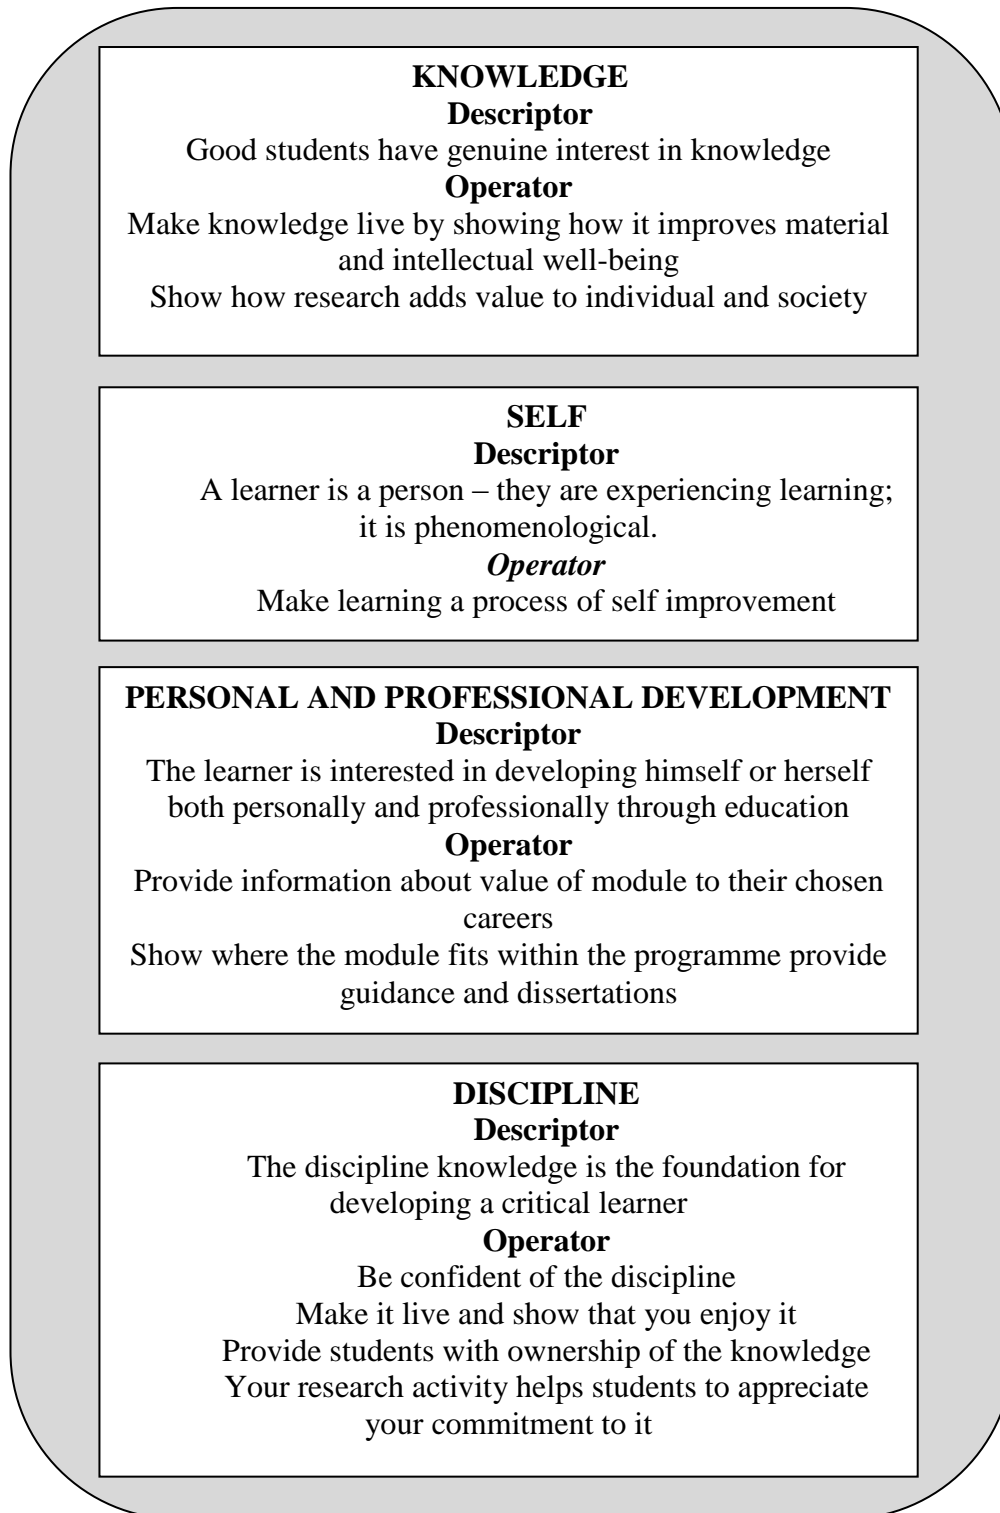 KNOWLEDGE
Descriptor
Good students have genuine interest in knowledge
Operator
Make knowledge live by showing how it improves material
and intellectual well-being
Show how research adds value to individual and society
SELF
Descriptor
A learner is a person – they are experiencing learning;
it is phenomenological.
Operator
Make learning a process of self improvement
PERSONAL AND PROFESSIONAL DEVELOPMENT
Descriptor
The learner is interested in developing himself or herself
both personally and professionally through education
Operator
Provide information about value of module to their chosen
careers
Show where the module fits within the programme provide
guidance and dissertations
DISCIPLINE
Descriptor
The discipline knowledge is the foundation for
developing a critical learner
Operator
Be confident of the discipline
Make it live and show that you enjoy it
Provide students with ownership of the knowledge
Your research activity helps students to appreciate
your commitment to it